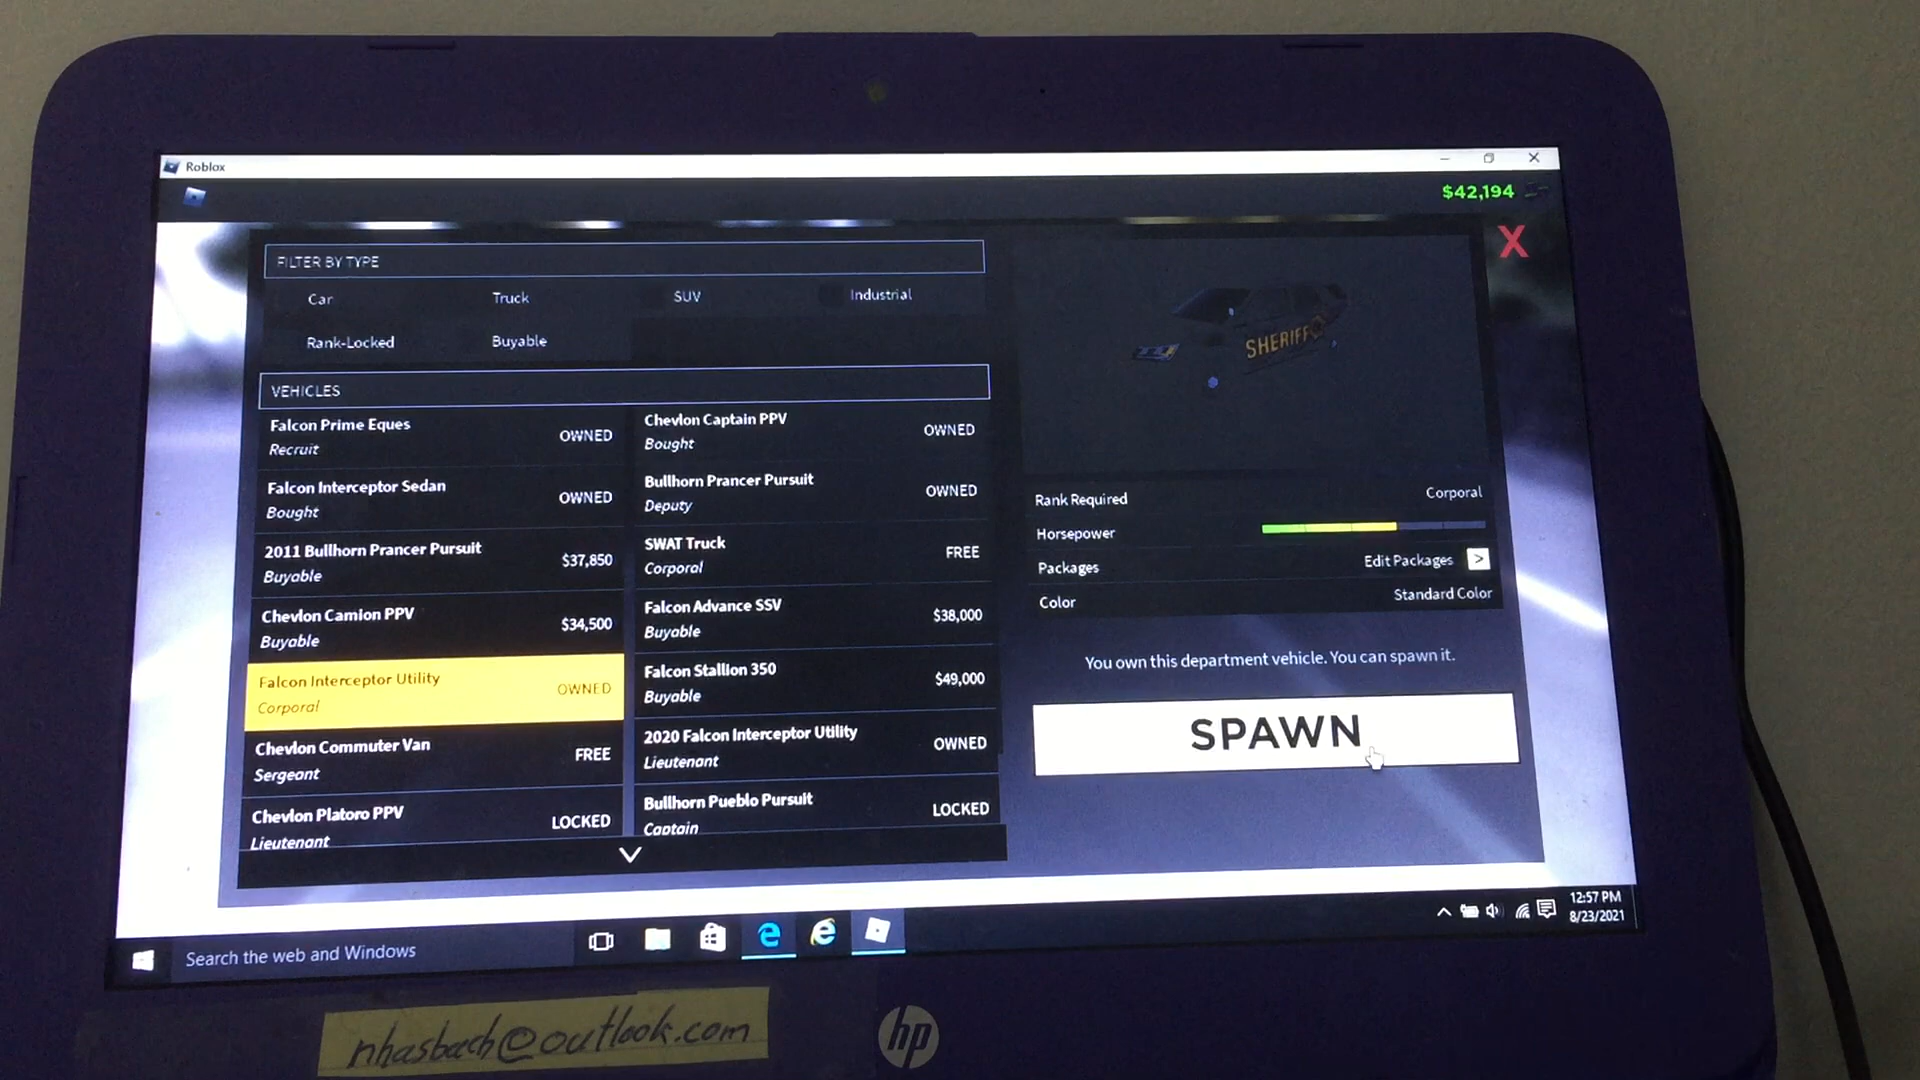 Roblox
$42,194
X
FILTER BY TYPE
Car Truck SUV Industrial
Rank-Locked Buyable
VEHICLES
Falcon Prime Eques OWNED
Recruit
Falcon Interceptor Sedan OWNED
Bought
2011 Bullhorn Prancer Pursuit $37,850
Buyable
Chevlon Camion PPV $34,500
Buyable
Falcon Interceptor Utility OWNED
Corporal
Chevlon Commuter Van FREE
Sergeant
Chevlon Platoro PPV LOCKED
Lieutenant
Chevlon Captain PPV OWNED
Bought
Bullhorn Prancer Pursuit OWNED
Deputy
SWAT Truck FREE
Corporal
Falcon Advance SSV $38,000
Buyable
Falcon Stallion 350 $49,000
Buyable
2020 Falcon Interceptor Utility OWNED
Lieutenant
Bullhorn Pueblo Pursuit LOCKED
Captain
SHERIFF
Rank Required Corporal
Horsepower
Packages Edit Packages >
Color Standard Color
You own this department vehicle. You can spawn it.
SPAWN
Search the web and Windows
12:57 PM
8/23/2021
nhasbach@outlook.com
hp